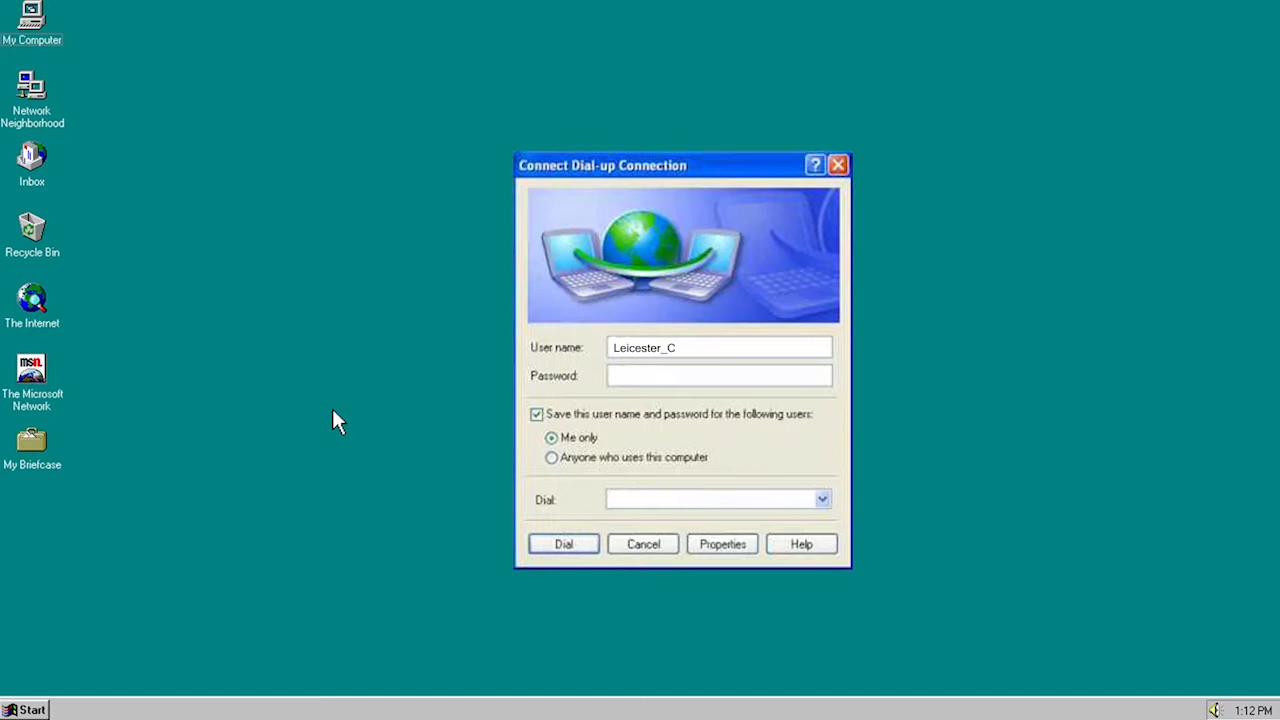 My Computer
Network
Neighborhood
Inbox
Recycle Bin
The Internet
msn.
The Microsoft
Network
My Briefcase
Connect Dial-up Connection
?
User name: Leicester_C
Password:
Save this user name and password for the following users:
Me only
Anyone who uses this computer
Dial:
Dial Cancel Properties Help
Start 1:12 PM